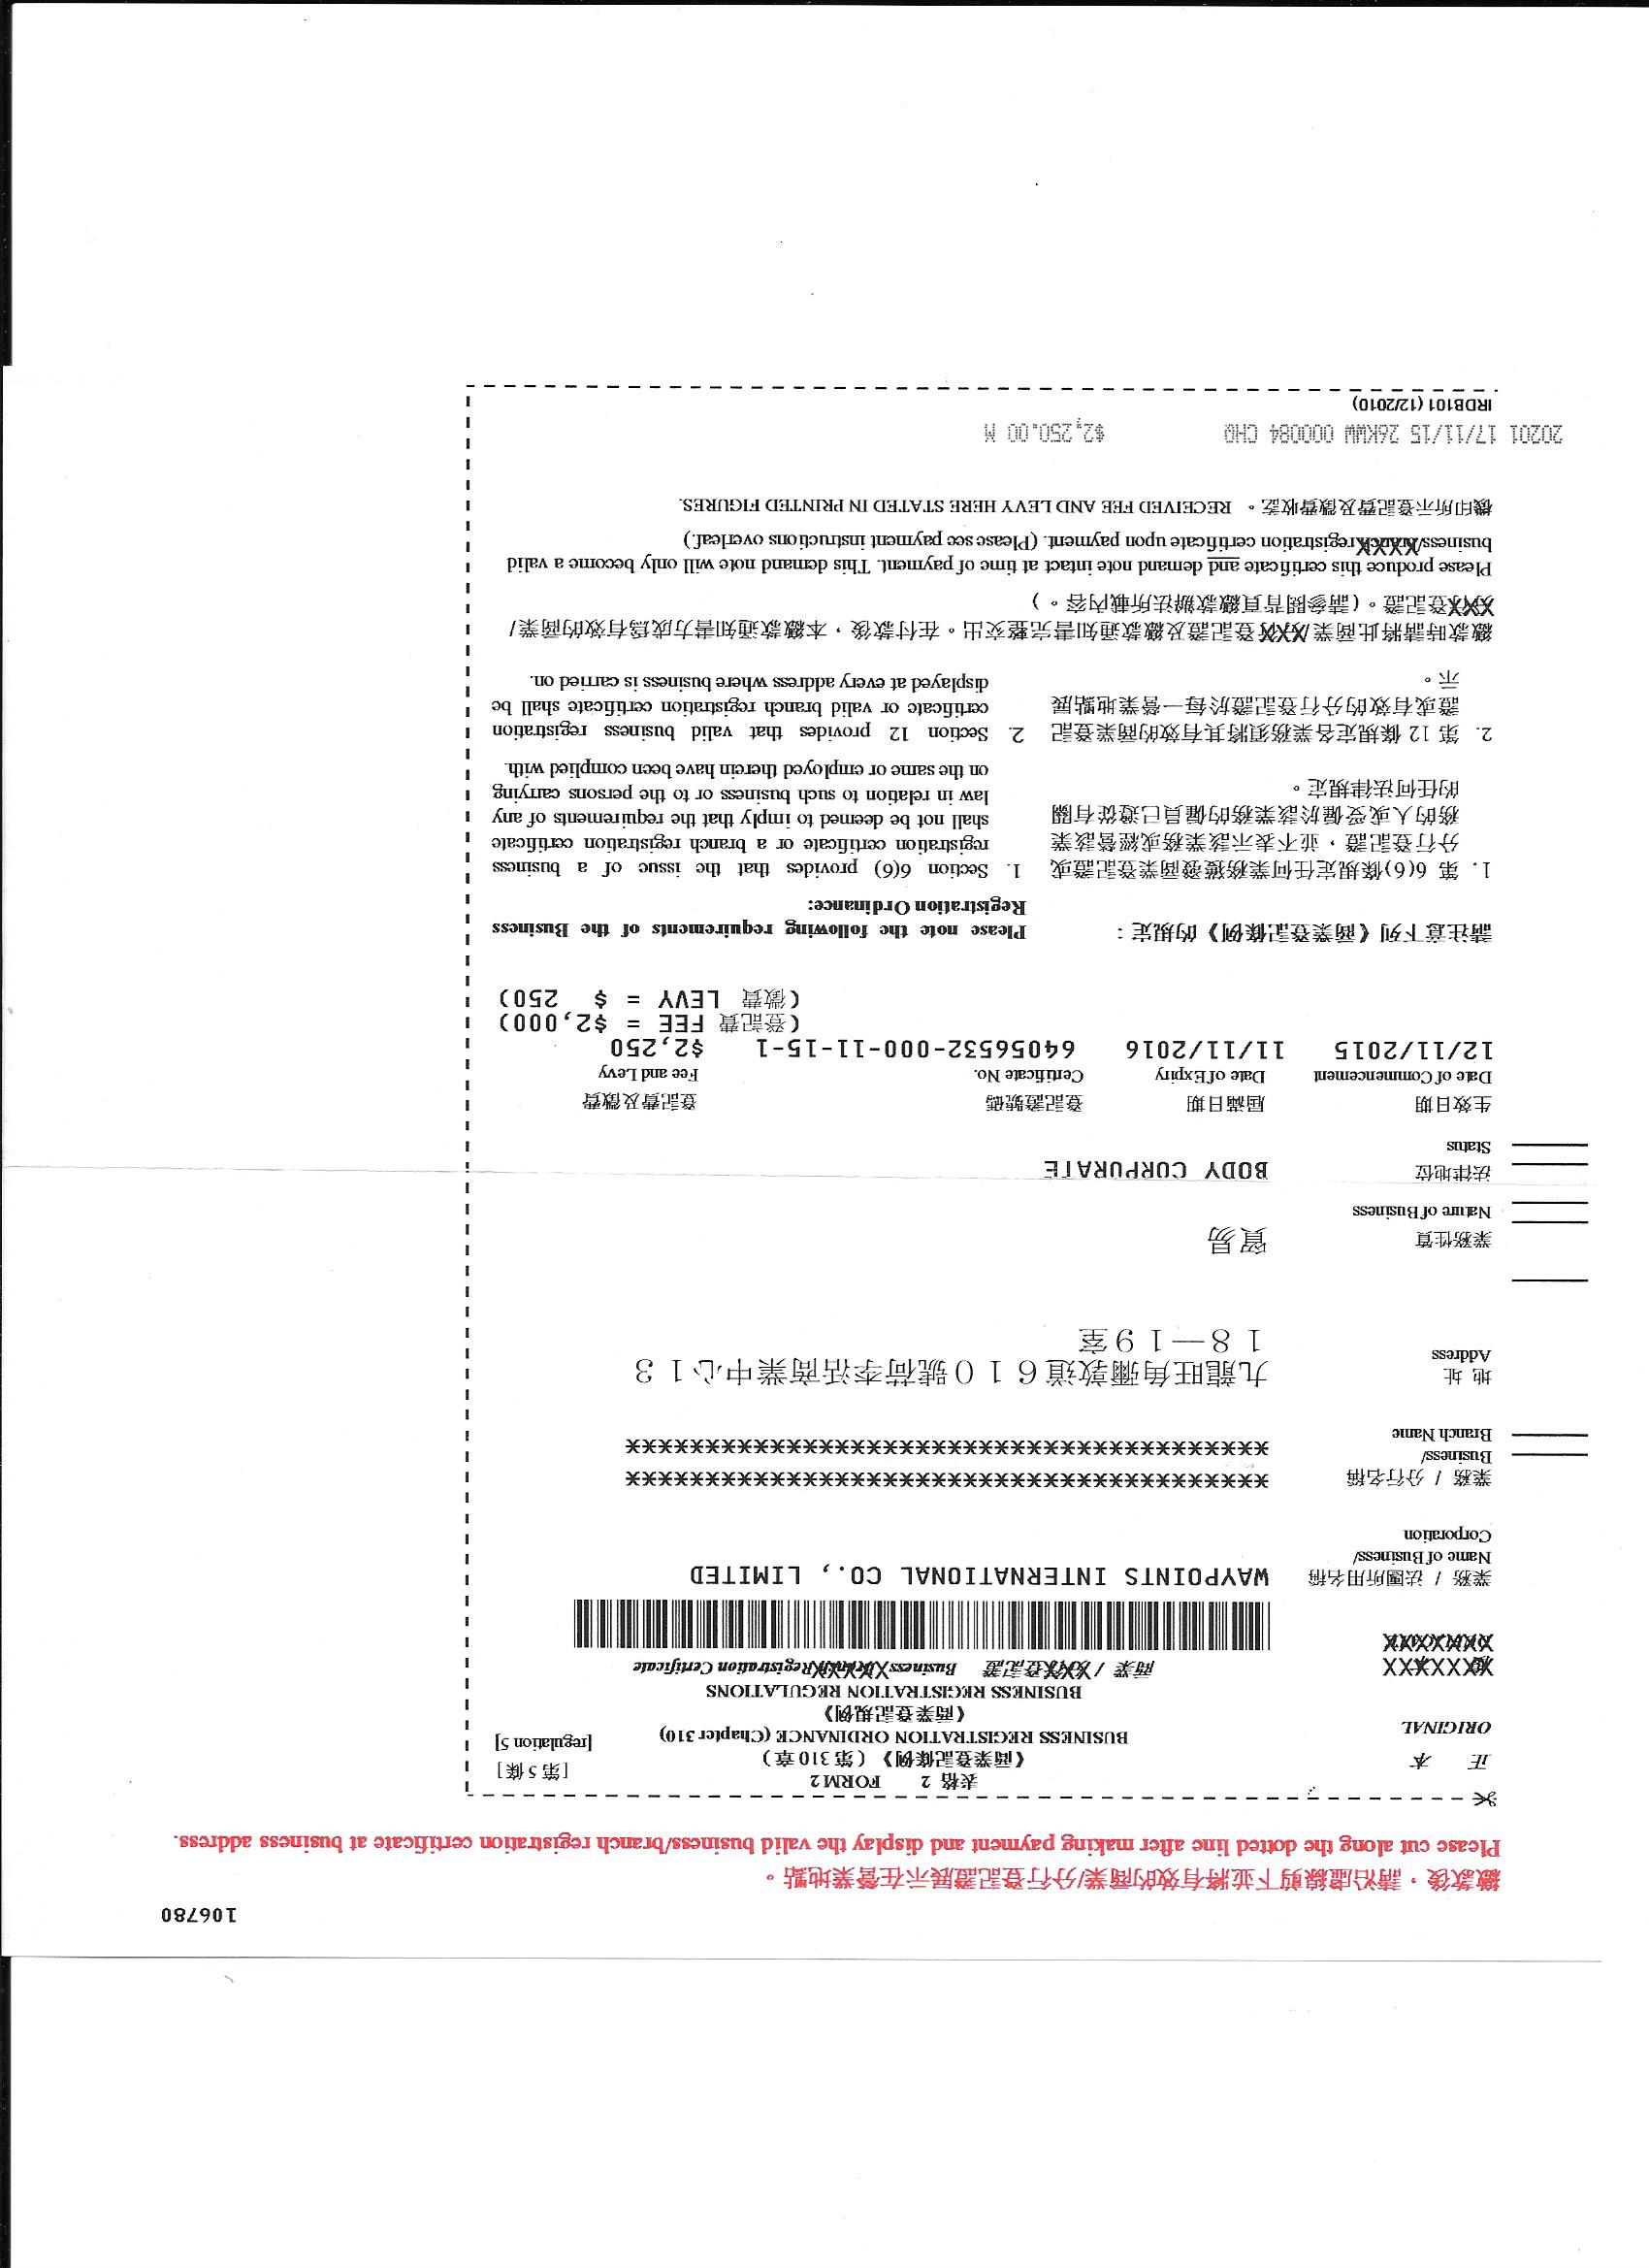 106780
繳款後，請沿虛線剪下並將有效的商業/分行登記證展示在營業地點。
Please cut along the dotted line after making payment and display the valid business/branch registration certificate at business address.
正 本
ORIGINAL
表格 2 FORM 2
《商業登記條例》(第 310 章)
BUSINESS REGISTRATION ORDINANCE (Chapter 310)
《商業登記規例》
BUSINESS REGISTRATION REGULATIONS
[第 5 條]
[regulation 5]
商業 /XXX登記證 Business XXXXX Registration Certificate
XXXXXXX
XXXXXXX
業務 / 法團所用名稱
Name of Business/
Corporation
WAYPOINTS INTERNATIONAL CO., LIMITED
業務 / 分行名稱
Business/
Branch Name
XXXXXXXXXXXXXXXXXXXXXXXXXXXXXXXXXXXXXXXX
XXXXXXXXXXXXXXXXXXXXXXXXXXXXXXXXXXXXXXXX
地 址
Address
九龍旺角彌敦道６１０號荷李活商業中心１３
１８—１９室
業務性質
Nature of Business
貿易
法律地位
Status
BODY CORPORATE
生效日期 屆滿日期 登記證號碼 登記費及徵費
Date of Commencement Date of Expiry Certificate No. Fee and Levy
12/11/2015 11/11/2016 64056532-000-11-15-1 $2,250
(登記費 FEE = $2,000)
(徵費 LEVY = $ 250)
請注意下列《商業登記條例》的規定：
1. 第 6(6)條規定任何業務獲發商業登記證或
分行登記證，並不表示該業務或經營該業
務的人或受僱於該業務的僱員已遵從有關
的任何法律規定。
2. 第 12 條規定各業務須將其有效的商業登記
證或有效的分行登記證於每一營業地點展
示。
Please note the following requirements of the Business
Registration Ordinance:
1. Section 6(6) provides that the issue of a business
registration certificate or a branch registration certificate
shall not be deemed to imply that the requirements of any
law in relation to such business or to the persons carrying
on the same or employed therein have been complied with.
2. Section 12 provides that valid business registration
certificate or valid branch registration certificate shall be
displayed at every address where business is carried on.
繳款時請將此商業/XXX登記證及繳款通知書完整交出。在付款後，本繳款通知書方成為有效的商業/
XXX登記證。(請參閱背頁繳款辦法所載內容。)
Please produce this certificate and demand note intact at time of payment. This demand note will only become a valid
business/XXXX registration certificate upon payment. (Please see payment instructions overleaf.)
機印所示登記費及徵費收訖。 RECEIVED FEE AND LEVY HERE STATED IN PRINTED FIGURES.
20201 17/11/15 26KWW 000084 CHQ $2,250.00 M
IRDB101 (12/2010)